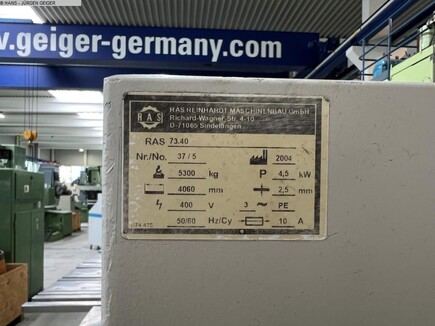 © HANS - JÜRGEN GEIGER
www.geiger-germany.com
RAS
RAS REINHARDT MASCHINENBAU GmbH
Richard-Wagner Str. 4-10
D-71065 Sindelfingen
RAS 73.40
Nr./No. 37 / 5 2004
5300 kg P 4,5 kW
4060 mm 2,5 mm
400 V 3 ~ PE
50/60 Hz/Cy 10 A